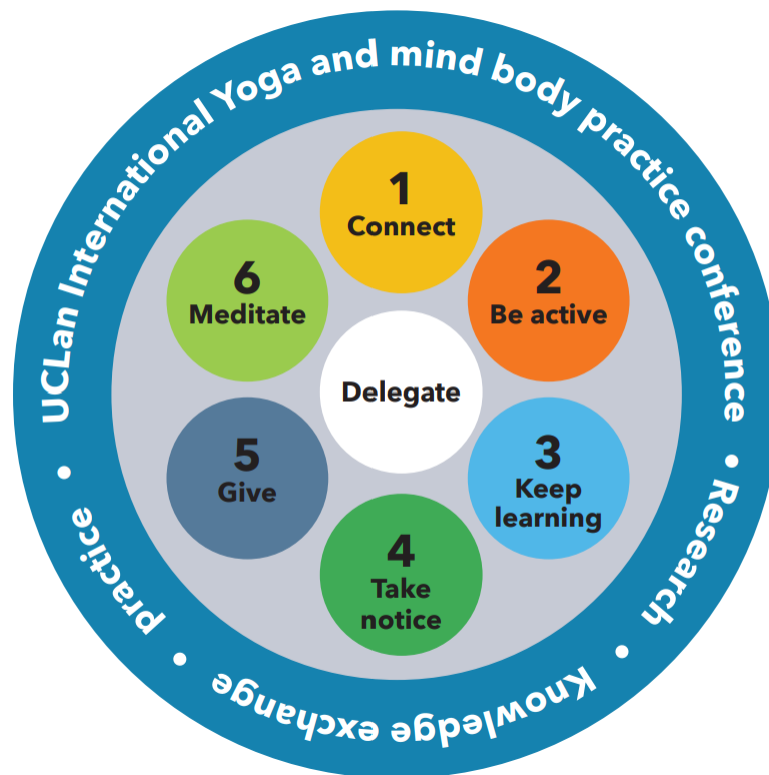 UCLan International Yoga and mind body practice conference • Research • Knowledge exchange • practice •
1
Connect
2
Be active
3
Keep
learning
4
Take
notice
5
Give
6
Meditate
Delegate